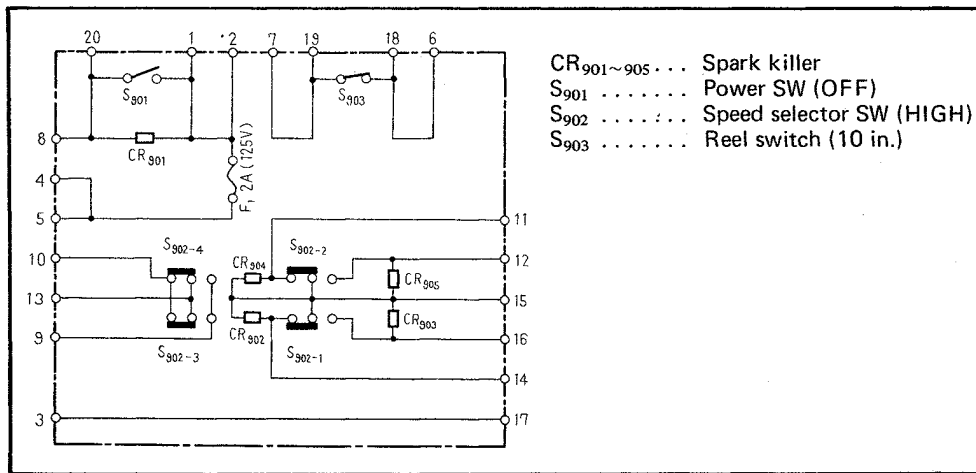 20 1 2 7 19 18 6
S901 S903
8 CR901
F1 2A (125V)
4
5 11
10 S902-4 CR904 S902-2 12
CR905
13 15
CR903
9 S902-3 CR902 S902-1 16
14
3 17
CR901~905 ... Spark killer
S901 ....... Power SW (OFF)
S902 ....... Speed selector SW (HIGH)
S903 ....... Reel switch (10 in.)